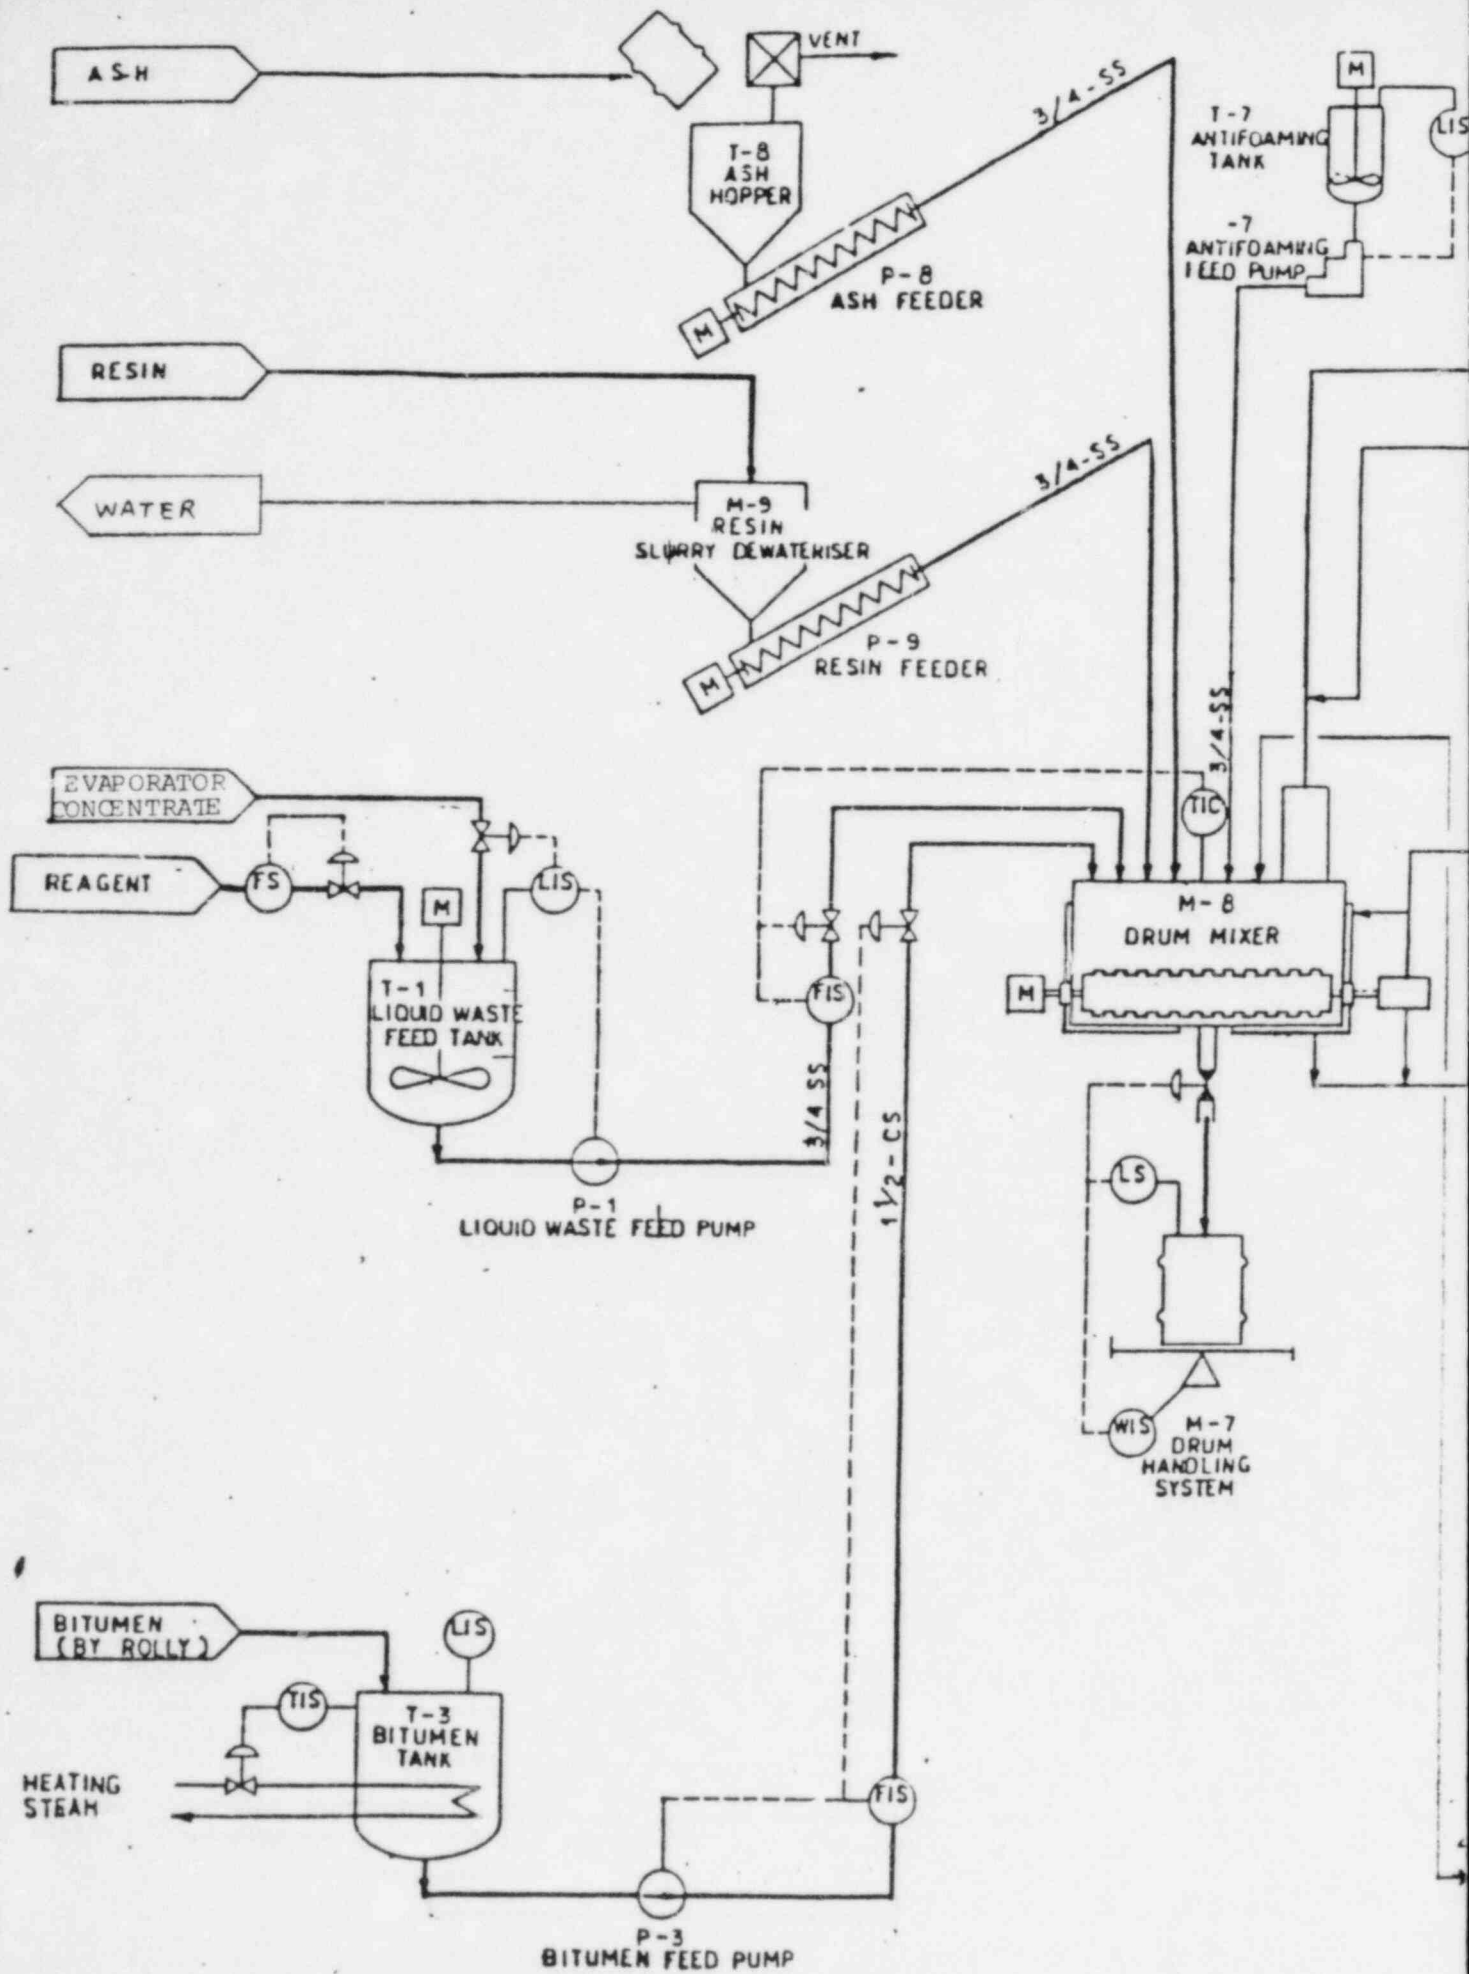 ASH
VENT
M
T-8
ASH
HOPPER
3/4-SS
T-7
ANTIFOAMING
TANK
LIS
-7
ANTIFOAMING
FEED PUMP
P-8
ASH FEEDER
M
RESIN
WATER
M-9
RESIN
SLURRY DEWATERISER
3/4-SS
P-9
RESIN FEEDER
M
3/4-SS
EVAPORATOR
CONCENTRATE
REAGENT
FS
LIS
M
TIC
M-8
DRUM MIXER
M
T-1
LIQUID WASTE
FEED TANK
FIS
3/4 SS
1 1/2-CS
P-1
LIQUID WASTE FEED PUMP
LS
WIS
M-7
DRUM
HANDLING
SYSTEM
BITUMEN
(BY ROLLY)
LIS
TIS
T-3
BITUMEN
TANK
HEATING
STEAM
FIS
P-3
BITUMEN FEED PUMP